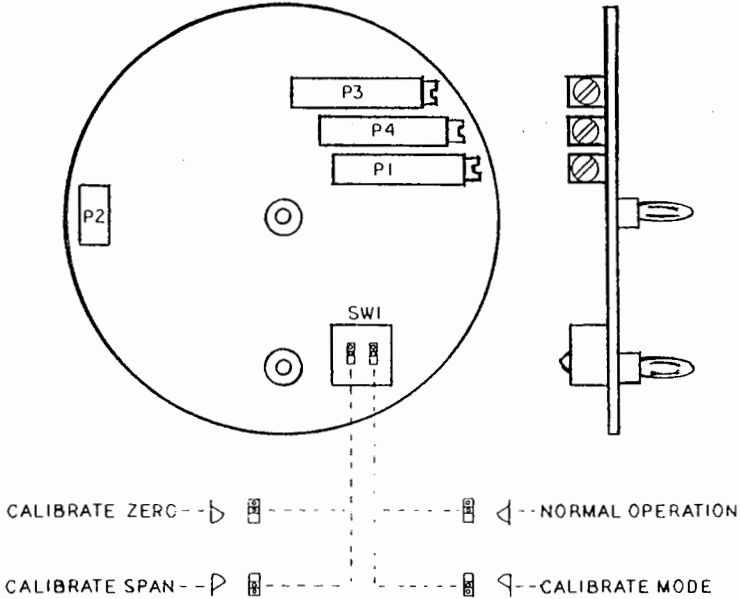 P3
P4
P1
P2
SW1
CALIBRATE ZERO
NORMAL OPERATION
CALIBRATE SPAN
CALIBRATE MODE